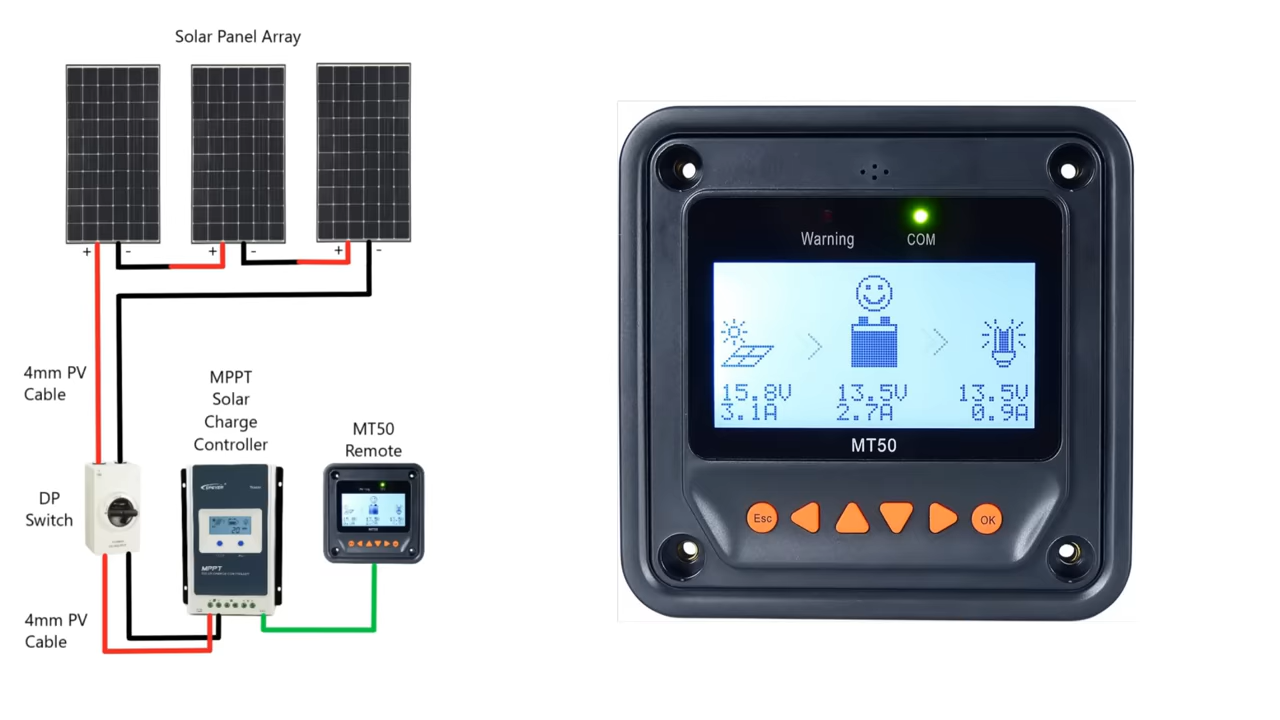 Solar Panel Array
+ -
+ -
+ -
4mm PV
Cable
MPPT
Solar
Charge
Controller
MT50
Remote
DP
Switch
MPPT
4mm PV
Cable
Warning
COM
15.8V
3.1A
13.5V
2.7A
13.5V
0.9A
MT50
Esc
OK